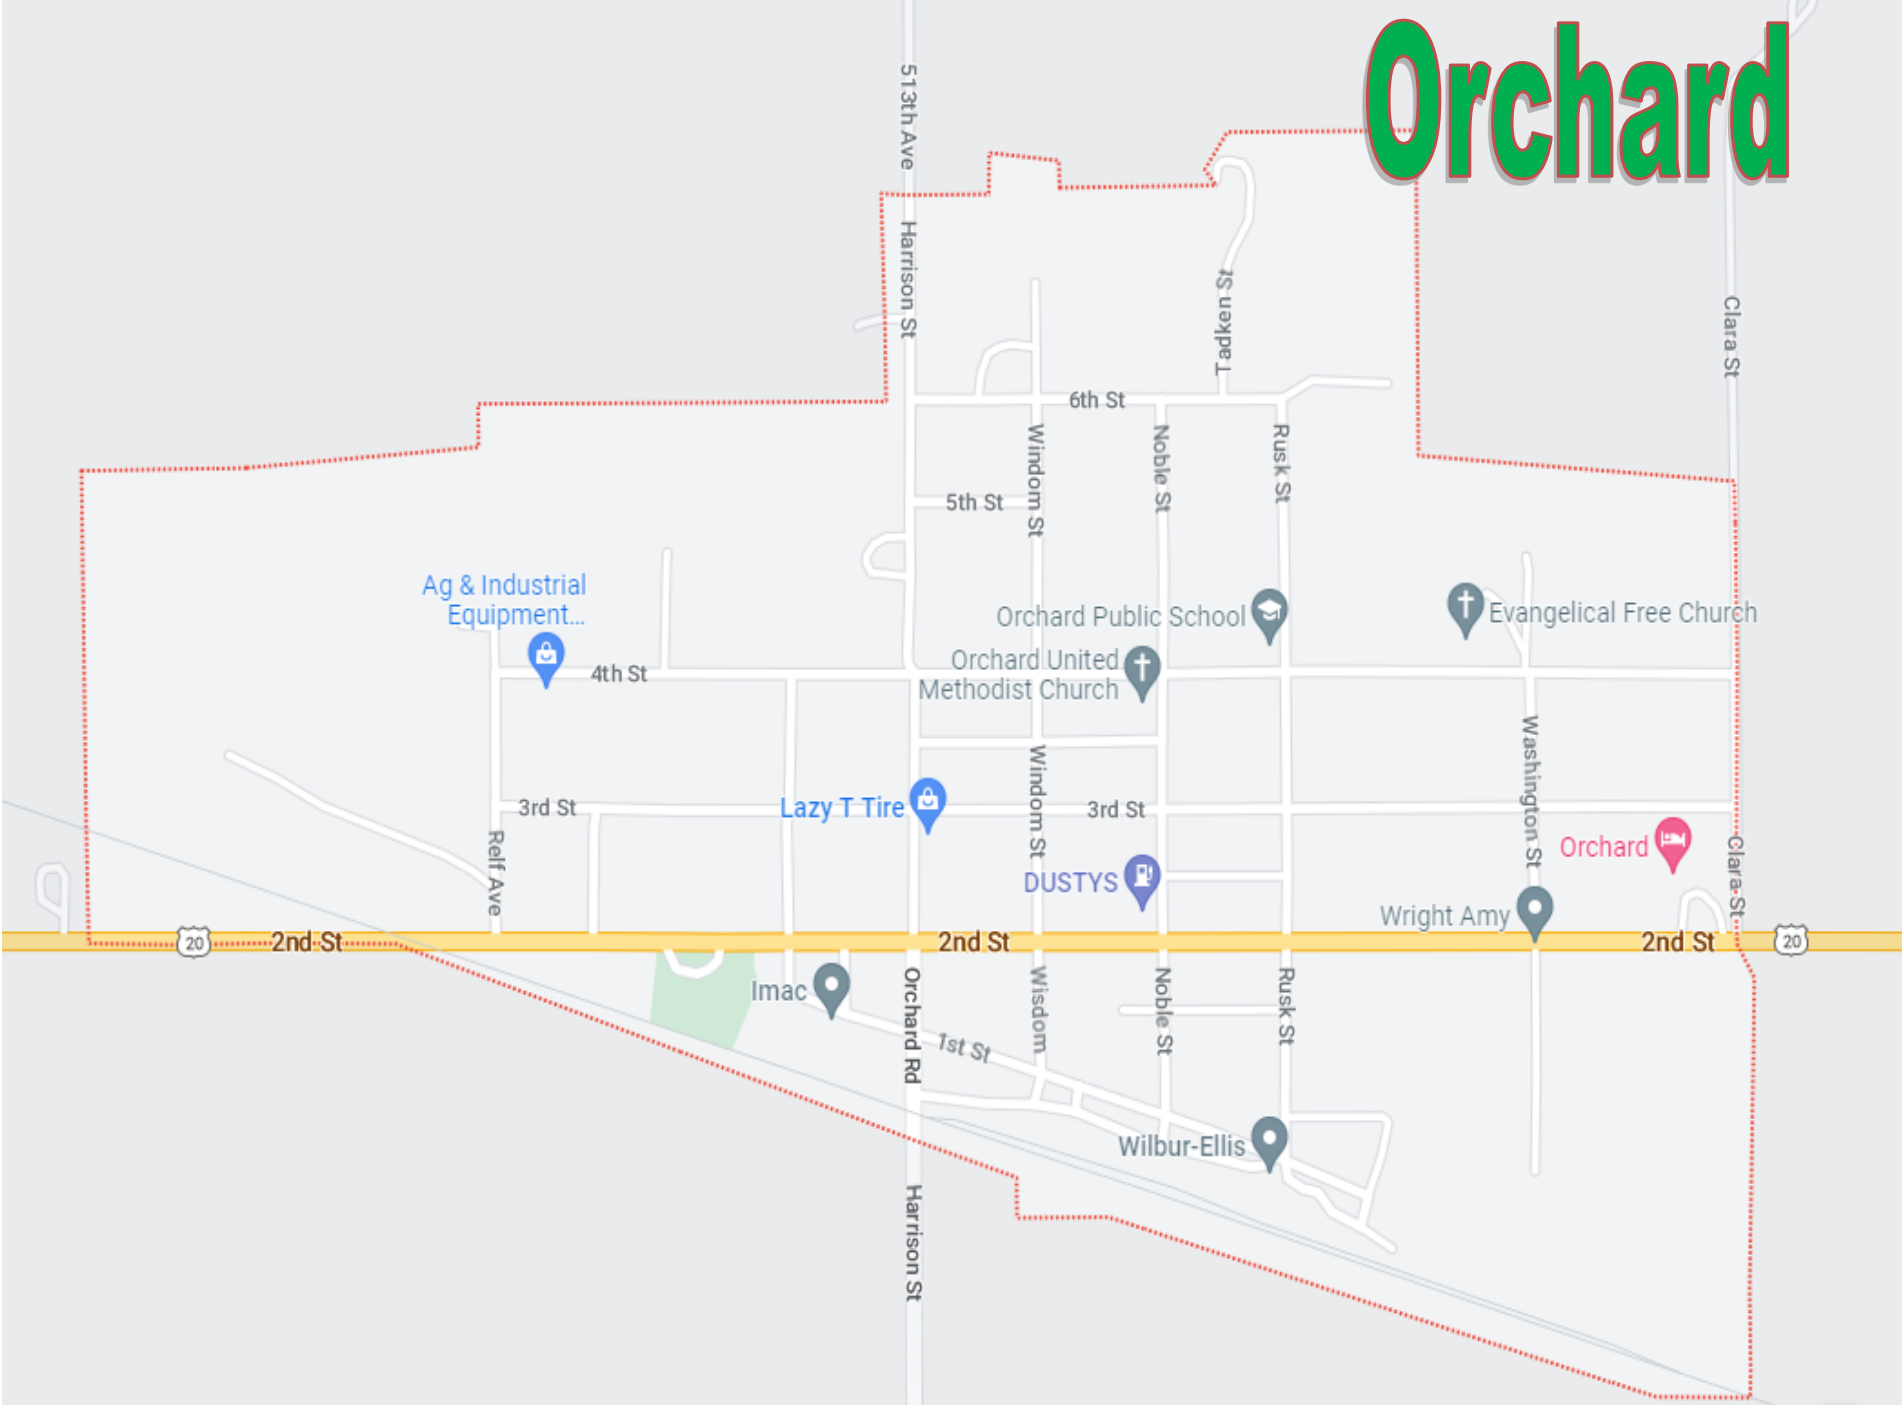 Orchard
513th Ave
Harrison St
Tadken St
Clara St
6th St
Windom St
Noble St
Rusk St
5th St
Ag & Industrial
Equipment...
Orchard Public School
Evangelical Free Church
4th St
Orchard United
Methodist Church
Washington St
Windom St
3rd St
Lazy T Tire
3rd St
Relf Ave
Orchard
Clara St
DUSTYS
Wright Amy
20
2nd St
2nd St
2nd St
20
Imac
Orchard Rd
Wisdom
Noble St
Rusk St
1st St
Wilbur-Ellis
Harrison St